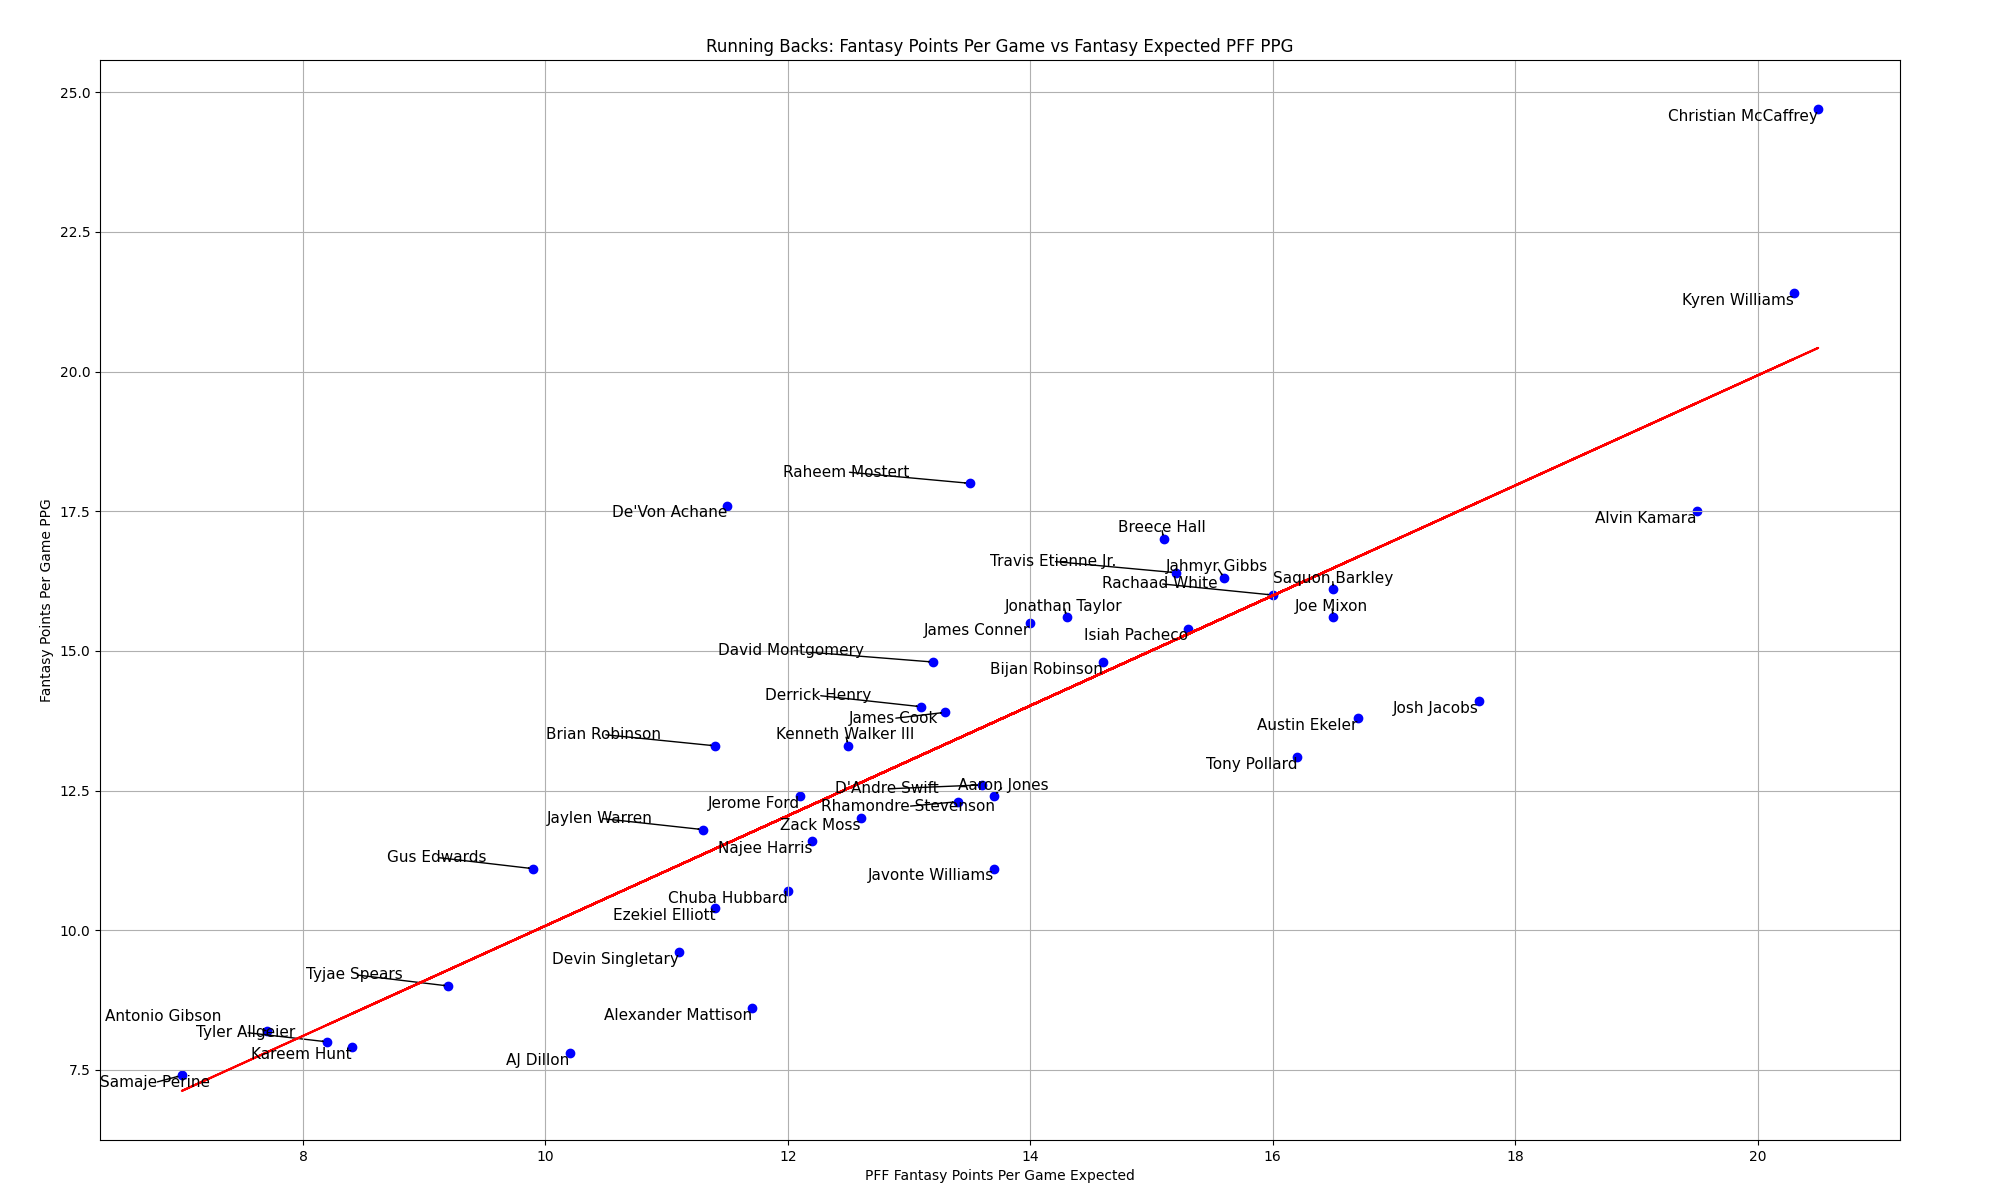 Running Backs: Fantasy Points Per Game vs Fantasy Expected PFF PPG
25.0
Christian McCaffrey
Kyren Williams
22.5
20.0
Raheem Mostert
De'Von Achane
17.5
Alvin Kamara
Breece Hall
Travis Etienne Jr.
Jahmyr Gibbs
Rachaad White
Saquon Barkley
Jonathan Taylor
Joe Mixon
James Conner
Isiah Pacheco
15.0
David Montgomery
Bijan Robinson
Derrick Henry
Josh Jacobs
James Cook
Austin Ekeler
Brian Robinson
Kenneth Walker III
Tony Pollard
12.5
D'Andre Swift
Aaron Jones
Jerome Ford
Rhamondre Stevenson
Jaylen Warren
Zack Moss
Najee Harris
Gus Edwards
Javonte Williams
Chuba Hubbard
Ezekiel Elliott
10.0
Devin Singletary
Tyjae Spears
Antonio Gibson
Alexander Mattison
Tyler Allgeier
Kareem Hunt
AJ Dillon
7.5
Samaje Perine
8
10
12
14
16
18
20
PFF Fantasy Points Per Game Expected
Fantasy Points Per Game PPG